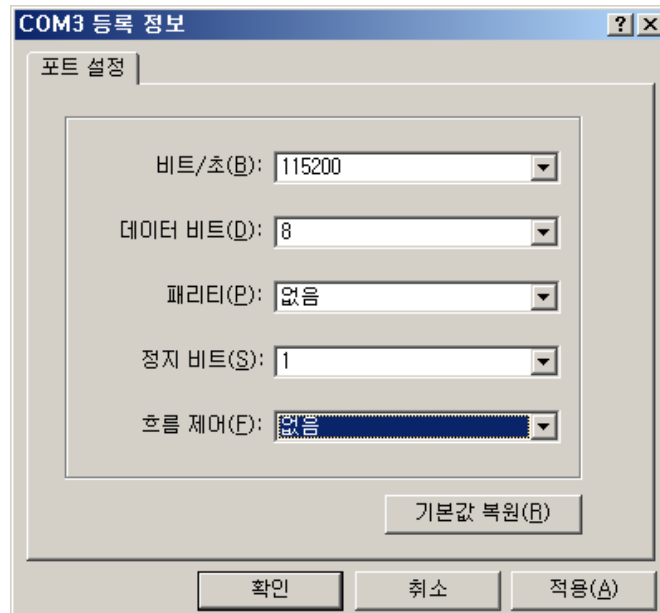 COM3 등록 정보
포트 설정
비트/초(B): 115200
데이터 비트(D): 8
패리티(P): 없음
정지 비트(S): 1
흐름 제어(F): 없음
기본값 복원(R)
확인 취소 적용(A)